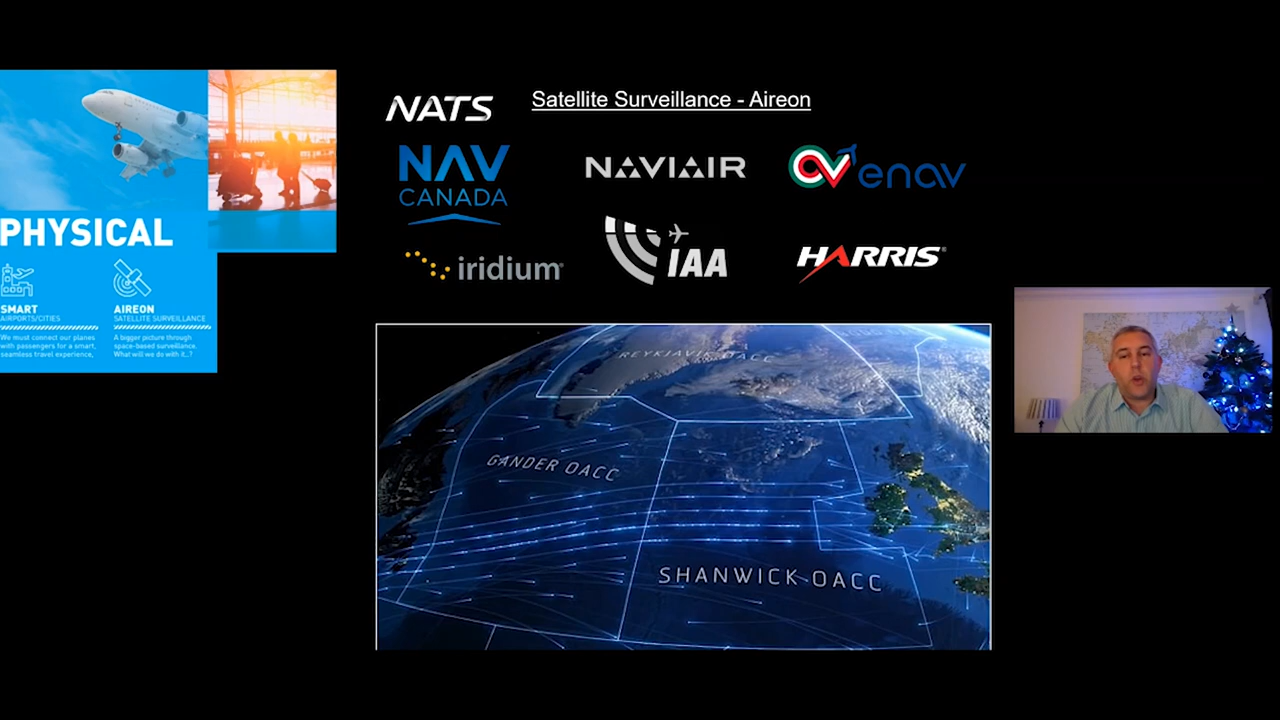 Satellite Surveillance - Aireon
NATS
NAV
CANADA
NAVIAIR
enav
iridium
IAA
HARRIS
PHYSICAL
SMART
AIRPORTS/CITIES
We must connect our planes
with passengers for a smart,
seamless travel experience,
AIREON
SATELLITE SURVEILLANCE
A bigger picture through
space-based surveillance.
What will we do with it..?
REYKJAVIK OACC
GANDER OACC
SHANWICK OACC